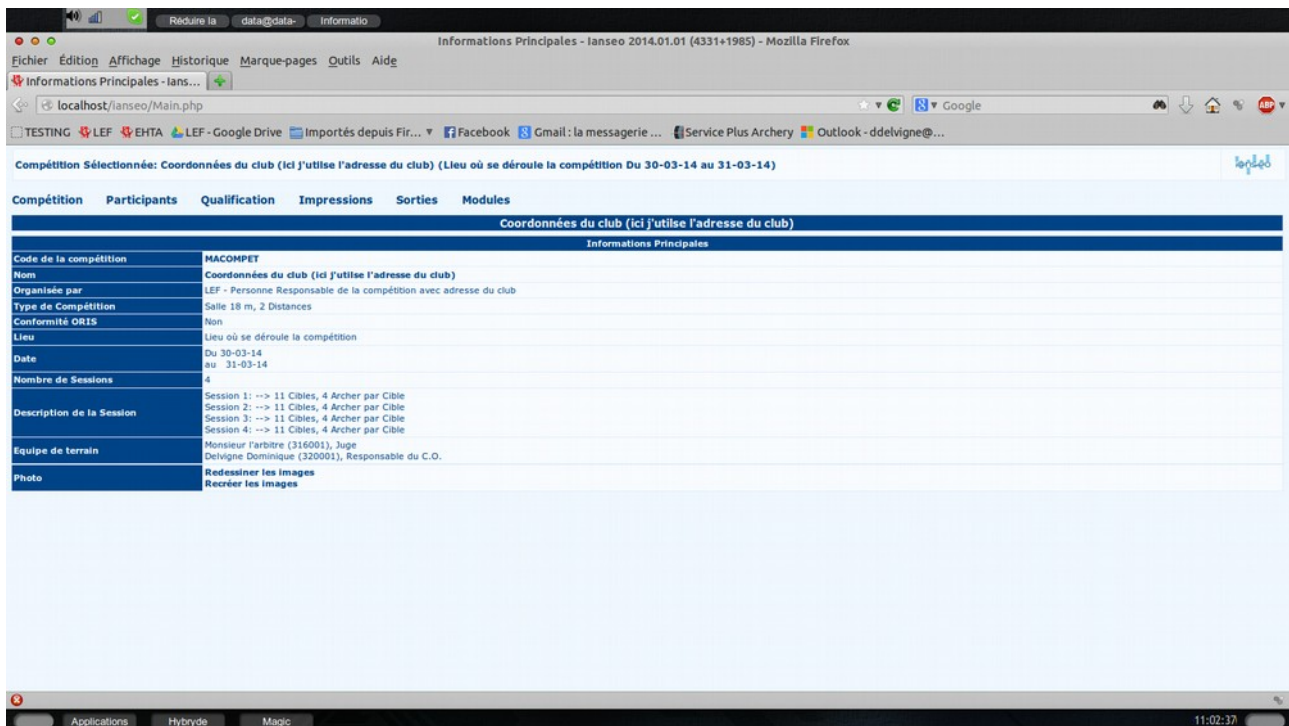 Réduire la data@data- Informatio
Informations Principales - Ianseo 2014.01.01 (4331+1985) - Mozilla Firefox
Fichier Édition Affichage Historique Marque-pages Outils Aide
Informations Principales - Ians...
localhost/ianseo/Main.php Google ABP
TESTING LEF EHTA LEF - Google Drive Importés depuis Fir... Facebook Gmail : la messagerie ... Service Plus Archery Outlook - ddelvigne@...
Compétition Sélectionnée: Coordonnées du club (ici j'utilse l'adresse du club) (Lieu où se déroule la compétition Du 30-03-14 au 31-03-14) ianseo
Compétition Participants Qualification Impressions Sorties Modules
Coordonnées du club (ici j'utilse l'adresse du club)
Informations Principales
Code de la compétition MACOMPET
Nom Coordonnées du club (ici j'utilse l'adresse du club)
Organisée par LEF - Personne Responsable de la compétition avec adresse du club
Type de Compétition Salle 18 m, 2 Distances
Conformité ORIS Non
Lieu Lieu où se déroule la compétition
Date Du 30-03-14
au 31-03-14
Nombre de Sessions 4
Description de la Session Session 1: --> 11 Cibles, 4 Archer par Cible
Session 2: --> 11 Cibles, 4 Archer par Cible
Session 3: --> 11 Cibles, 4 Archer par Cible
Session 4: --> 11 Cibles, 4 Archer par Cible
Equipe de terrain Monsieur l'arbitre (316001), Juge
Delvigne Dominique (320001), Responsable du C.O.
Photo Redessiner les images
Recréer les images
Applications Hybryde Magic 11:02:37